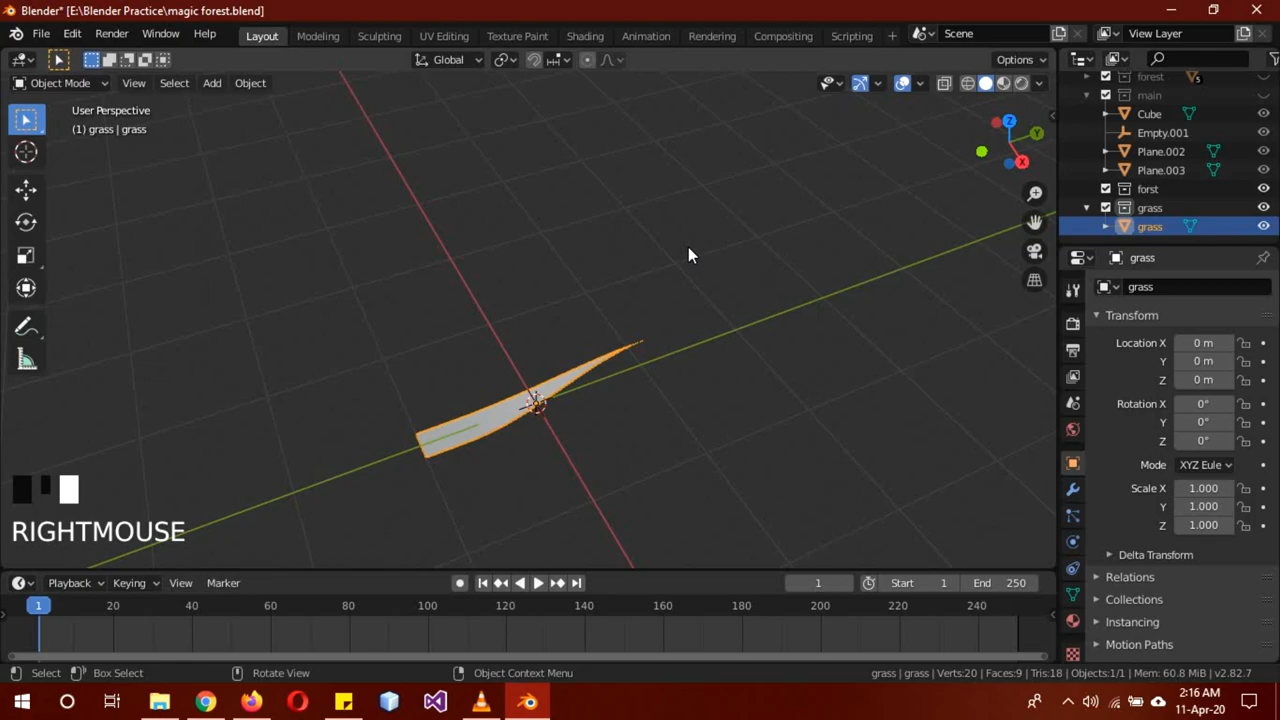 Blender* [E:\Blender Practice\magic forest.blend]
File Edit Render Window Help Layout Modeling Sculpting UV Editing Texture Paint Shading Animation Rendering Compositing Scripting + Scene View Layer
Global Options
Object Mode View Select Add Object
User Perspective
(1) grass | grass
Z
Y
X
forest 5
main
Cube
Empty.001
Plane.002
Plane.003
forst
grass
grass
grass
grass
Transform
Location X 0 m
Y 0 m
Z 0 m
Rotation X 0°
Y 0°
Z 0°
Mode XYZ Eule
Scale X 1.000
Y 1.000
Z 1.000
Delta Transform
Relations
Collections
Instancing
Motion Paths
RIGHTMOUSE
Playback Keying View Marker 1 Start 1 End 250
1 20 40 60 80 100 120 140 160 180 200 220 240
Select Box Select Rotate View Object Context Menu grass | grass | Verts:20 | Faces:9 | Tris:18 | Objects:1/1 | Mem: 60.8 MiB | v2.82.7
2:16 AM
11-Apr-20